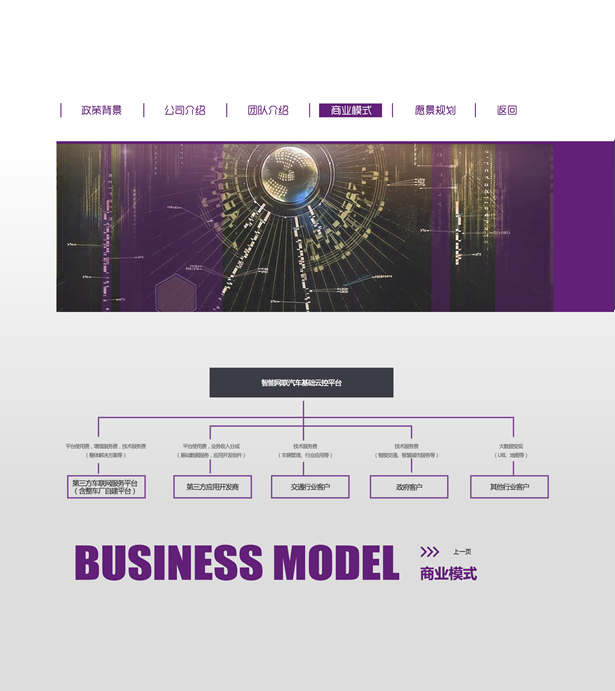 政策背景
公司介绍
团队介绍
商业模式
愿景规划
返回
智能网联汽车基础云控平台
平台使用费，增值服务费，技术服务费
（整体解决方案等）
平台使用费，业务收入分成
（基础数据服务，应用开发组件）
技术服务费
（车辆管理、行业应用等）
技术服务费
（智能交通、智慧城市服务等）
大数据变现
（UBI、地图等）
第三方车联网服务平台
（含整车厂自建平台）
第三方应用开发商
交通行业客户
政府客户
其他行业客户
BUSINESS MODEL
上一页
商业模式